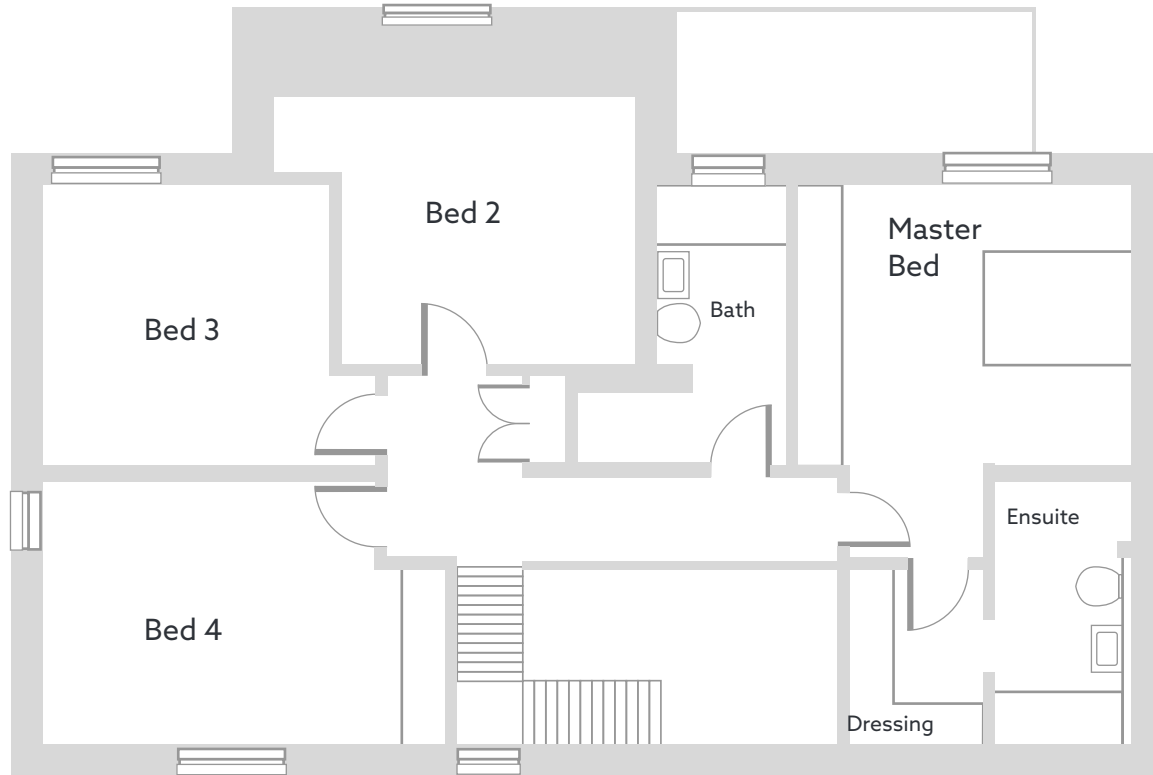 Bed 2
Master
Bed
Bed 3
Bath
Ensuite
Bed 4
Dressing